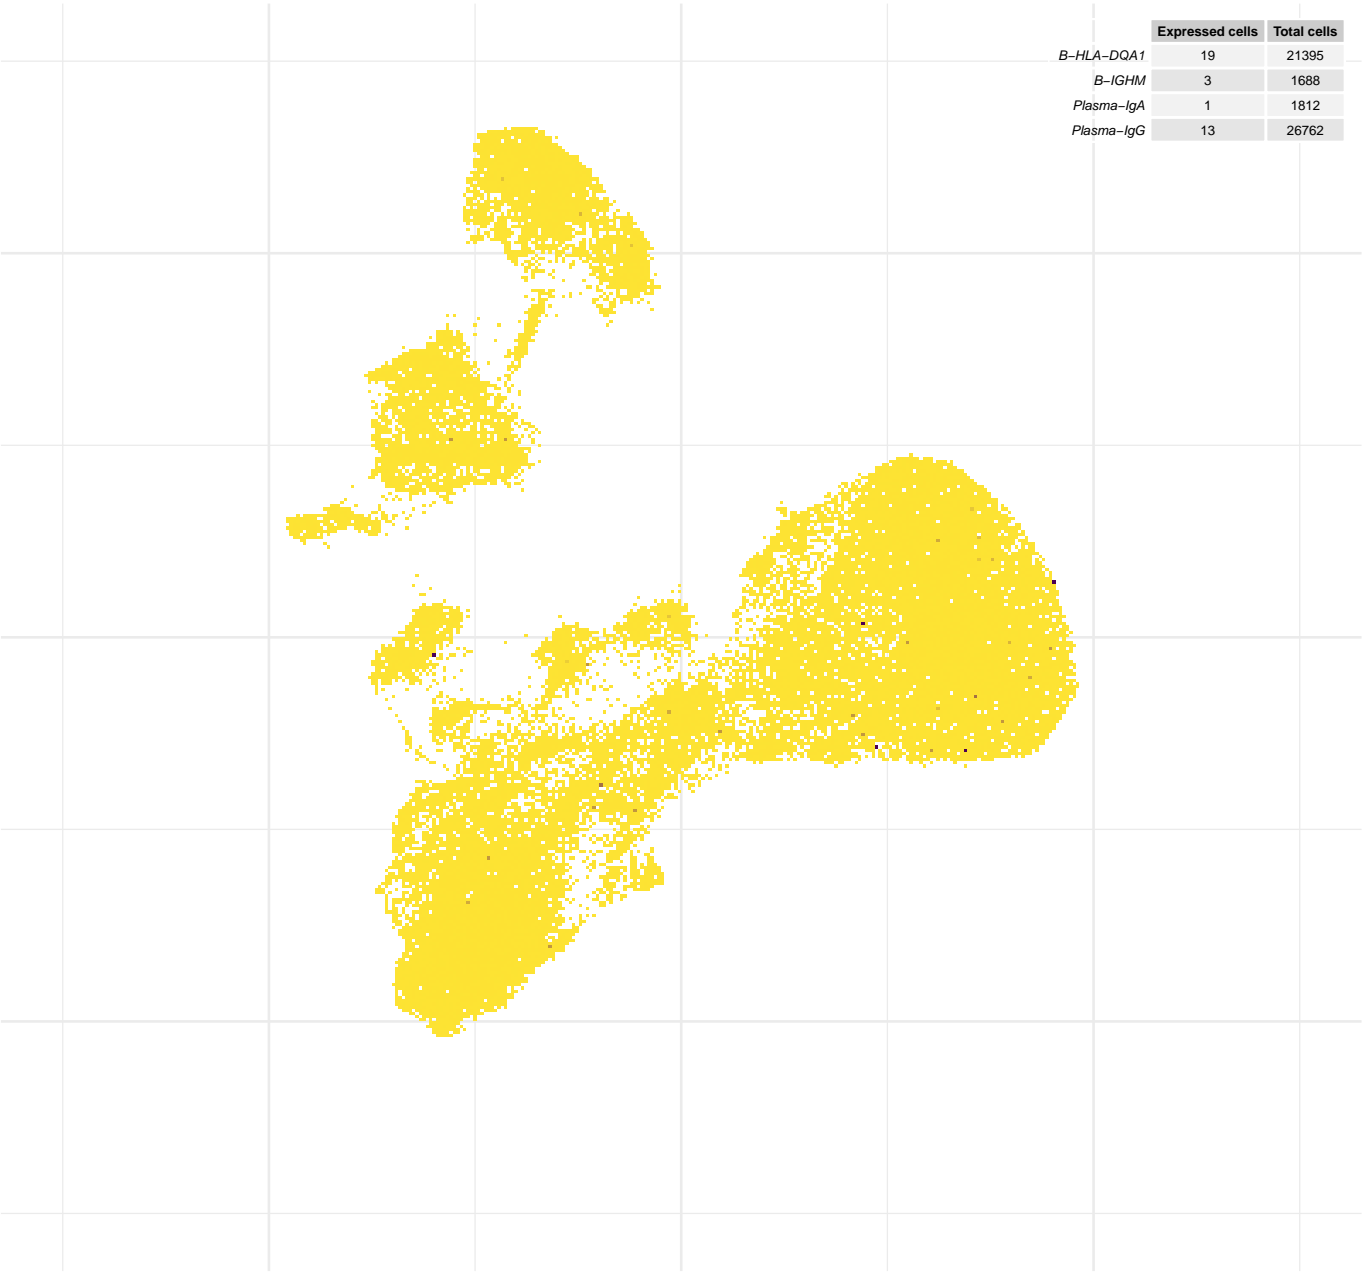 Expressed cells Total cells
B−HLA−DQA1 19 21395
B−IGHM 3 1688
Plasma−IgA 1 1812
Plasma−IgG 13 26762